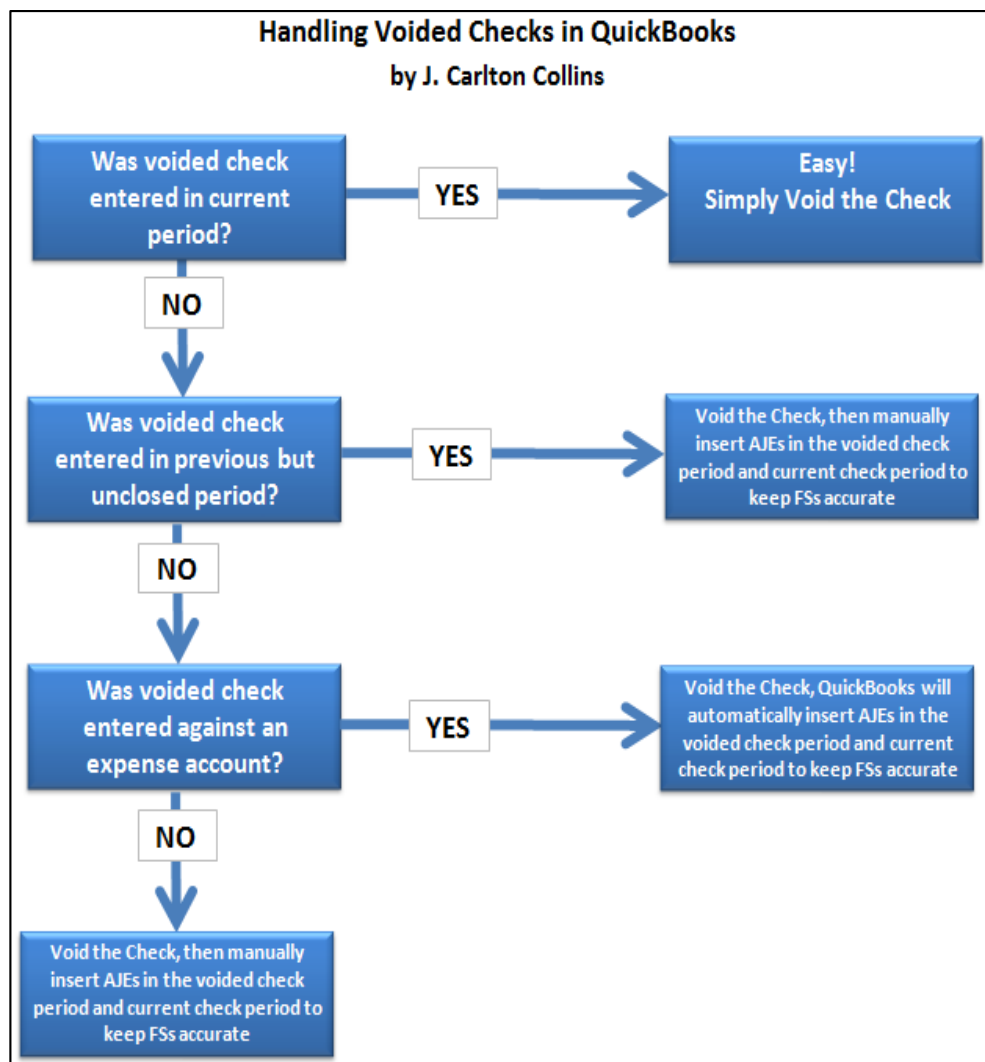 Handling Voided Checks in QuickBooks
by J. Carlton Collins
Was voided check
entered in current
period?
YES
Easy!
Simply Void the Check
NO
Was voided check
entered in previous but
unclosed period?
YES
Void the Check, then manually
insert AJEs in the voided check
period and current check period to
keep FSs accurate
NO
Was voided check
entered against an
expense account?
YES
Void the Check, QuickBooks will
automatically insert AJEs in the
voided check period and current
check period to keep FSs accurate
NO
Void the Check, then manually
insert AJEs in the voided check
period and current check period to
keep FSs accurate